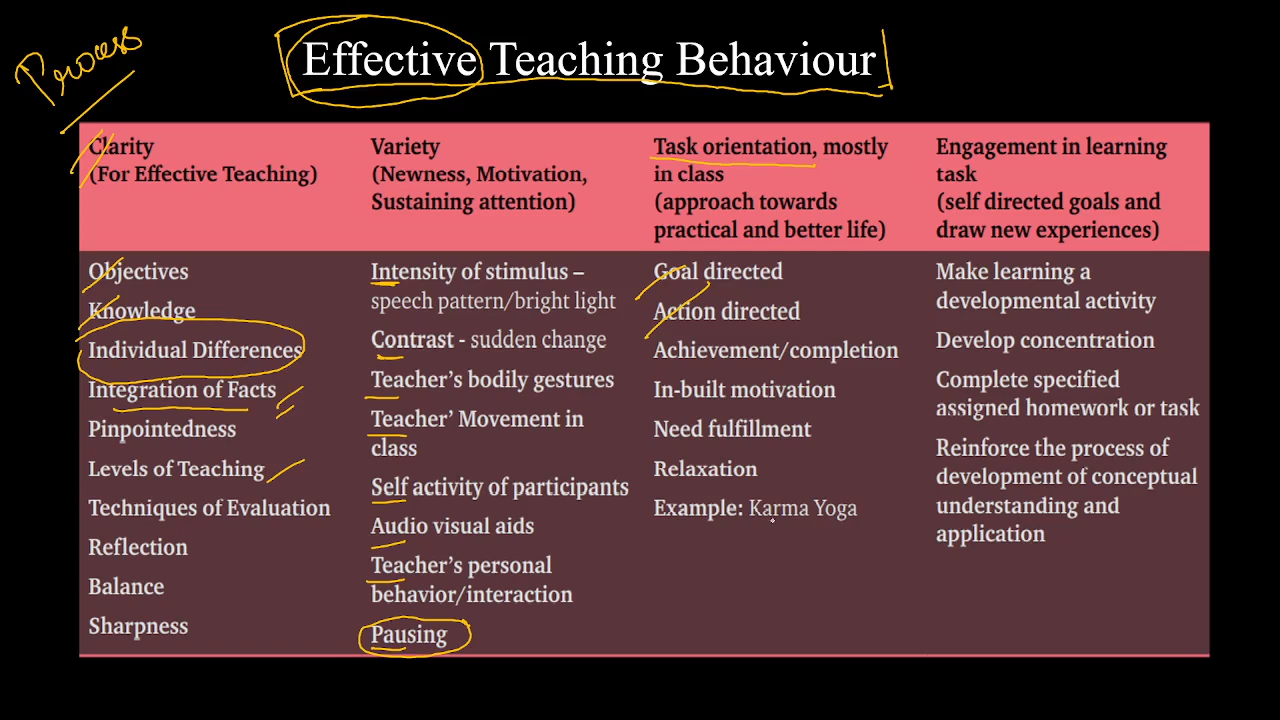 Process
Effective Teaching Behaviour
Clarity
(For Effective Teaching)
Objectives
Knowledge
Individual Differences
Integration of Facts
Pinpointedness
Levels of Teaching
Techniques of Evaluation
Reflection
Balance
Sharpness
Variety
(Newness, Motivation,
Sustaining attention)
Intensity of stimulus –
speech pattern/bright light
Contrast - sudden change
Teacher's bodily gestures
Teacher' Movement in
class
Self activity of participants
Audio visual aids
Teacher's personal
behavior/interaction
Pausing
Task orientation, mostly
in class
(approach towards
practical and better life)
Goal directed
Action directed
Achievement/completion
In-built motivation
Need fulfillment
Relaxation
Example: Karma Yoga
Engagement in learning
task
(self directed goals and
draw new experiences)
Make learning a
developmental activity
Develop concentration
Complete specified
assigned homework or task
Reinforce the process of
development of conceptual
understanding and
application